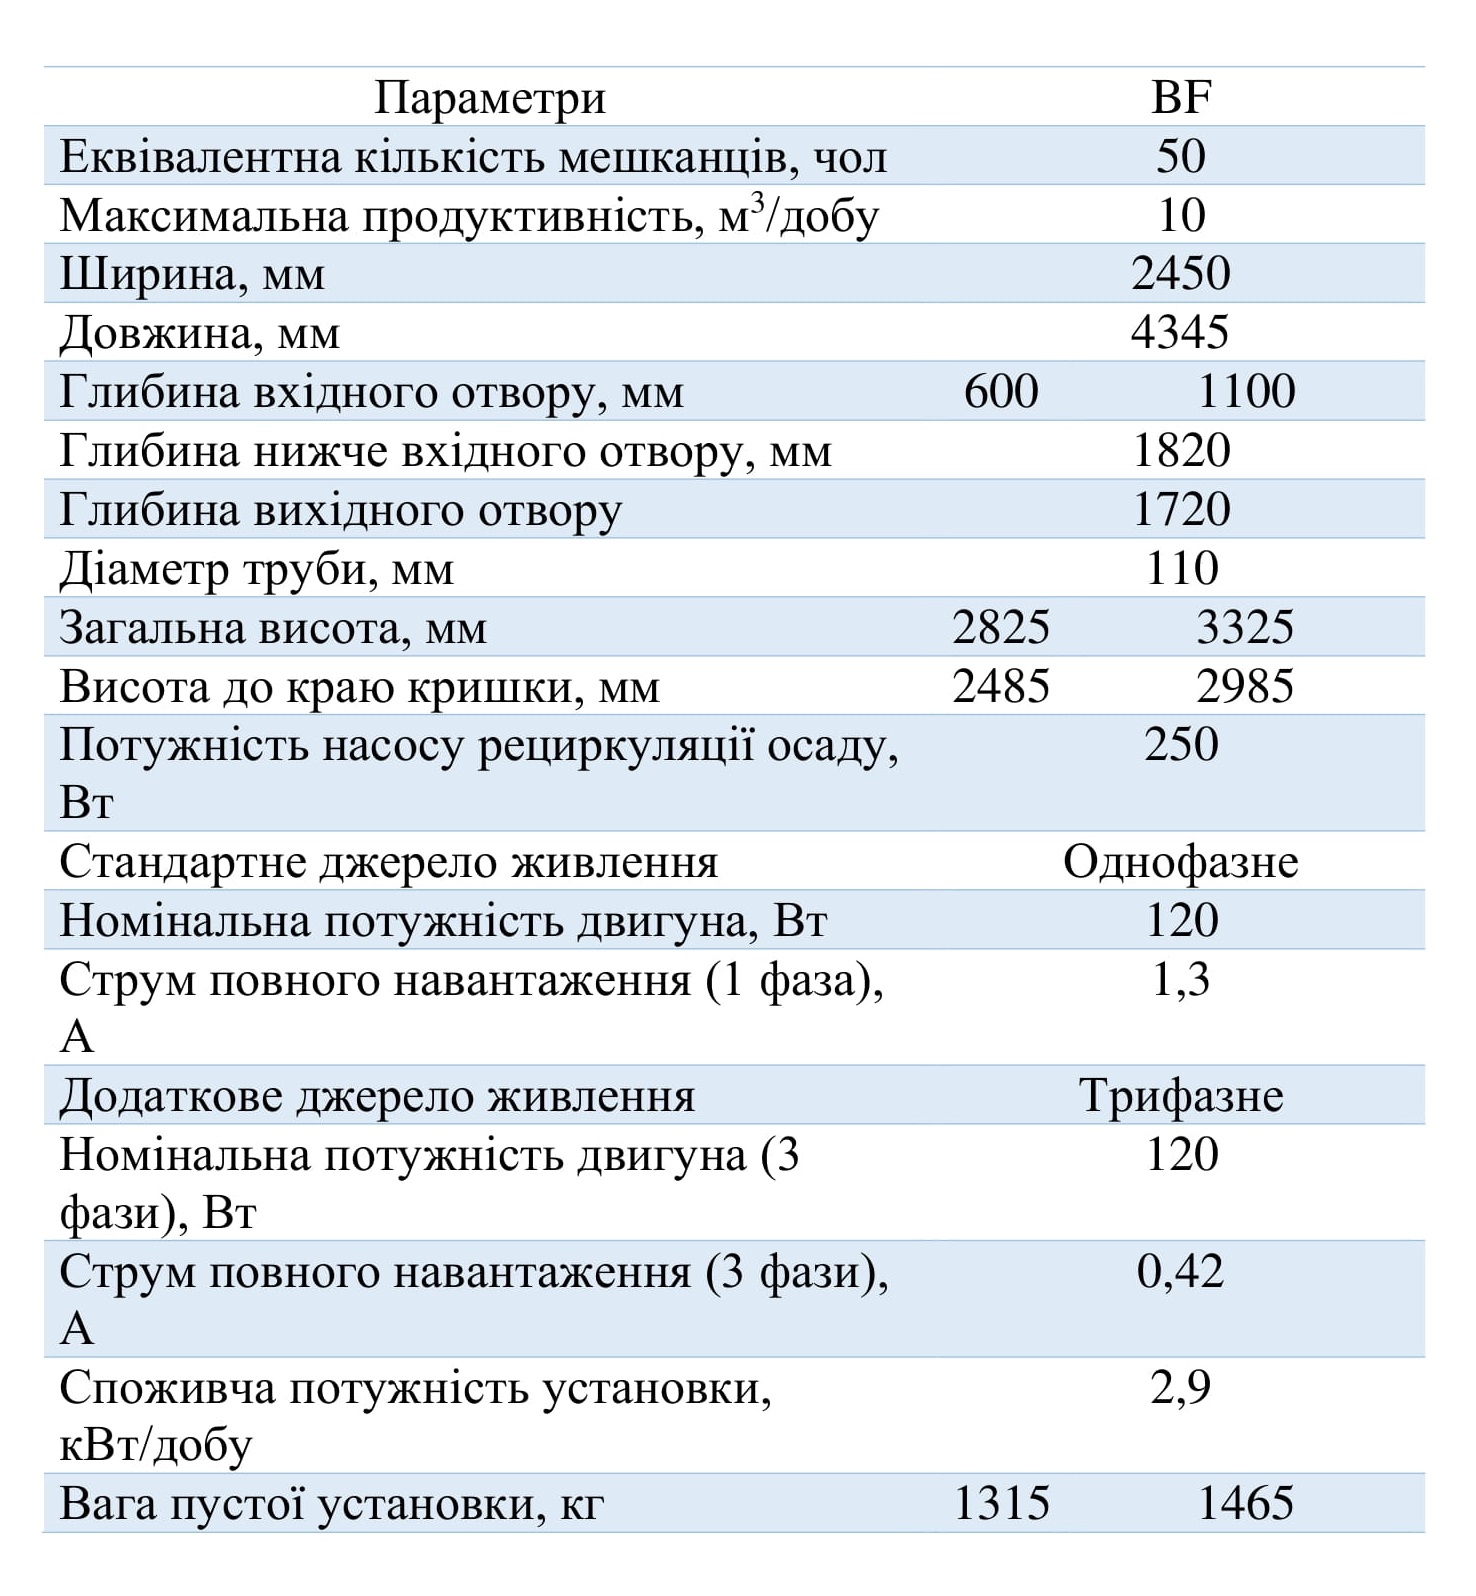 Параметри BF
Еквівалентна кількість мешканців, чол 50
Максимальна продуктивність, м³/добу 10
Ширина, мм 2450
Довжина, мм 4345
Глибина вхідного отвору, мм 600 1100
Глибина нижче вхідного отвору, мм 1820
Глибина вихідного отвору 1720
Діаметр труби, мм 110
Загальна висота, мм 2825 3325
Висота до краю кришки, мм 2485 2985
Потужність насосу рециркуляції осаду, 250
Вт
Стандартне джерело живлення Однофазне
Номінальна потужність двигуна, Вт 120
Струм повного навантаження (1 фаза), 1,3
А
Додаткове джерело живлення Трифазне
Номінальна потужність двигуна (3 120
фази), Вт
Струм повного навантаження (3 фази), 0,42
А
Споживча потужність установки, 2,9
кВт/добу
Вага пустої установки, кг 1315 1465